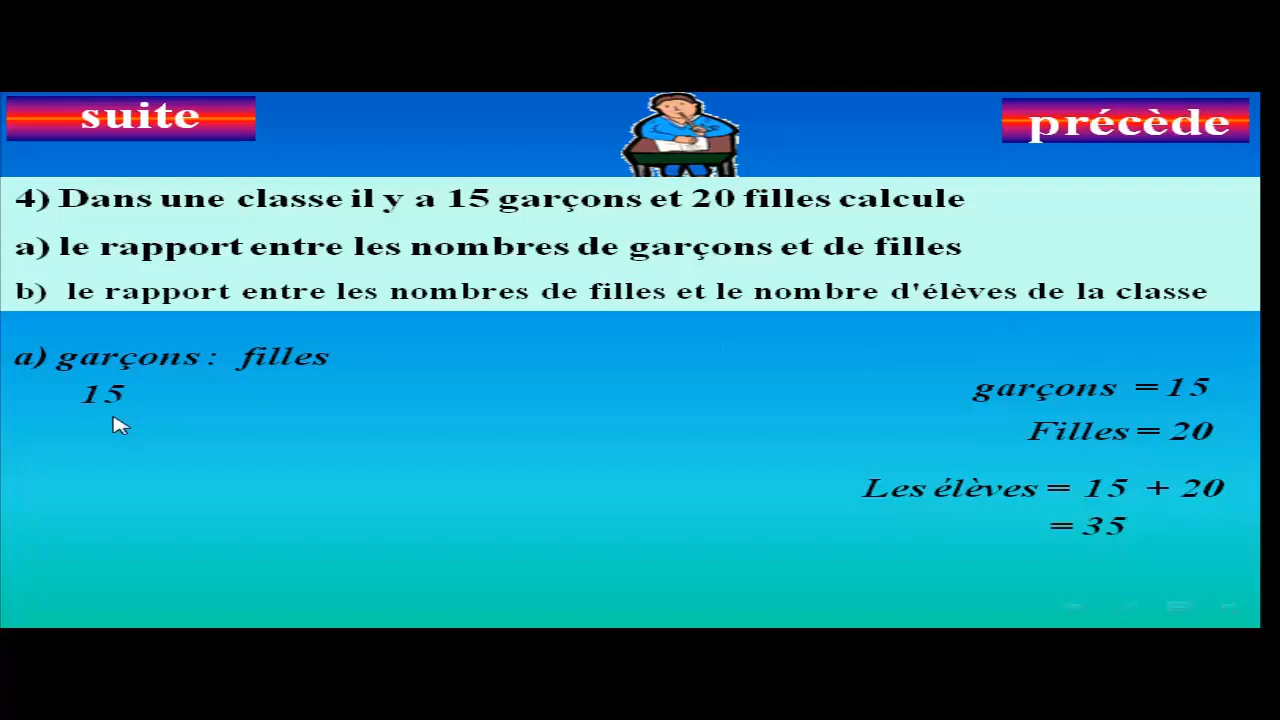 suite
précède
4) Dans une classe il y a 15 garçons et 20 filles calcule
a) le rapport entre les nombres de garçons et de filles
b) le rapport entre les nombres de filles et le nombre d'élèves de la classe
a) garçons : filles
15
garçons = 15
Filles = 20
Les élèves = 15 + 20
= 35